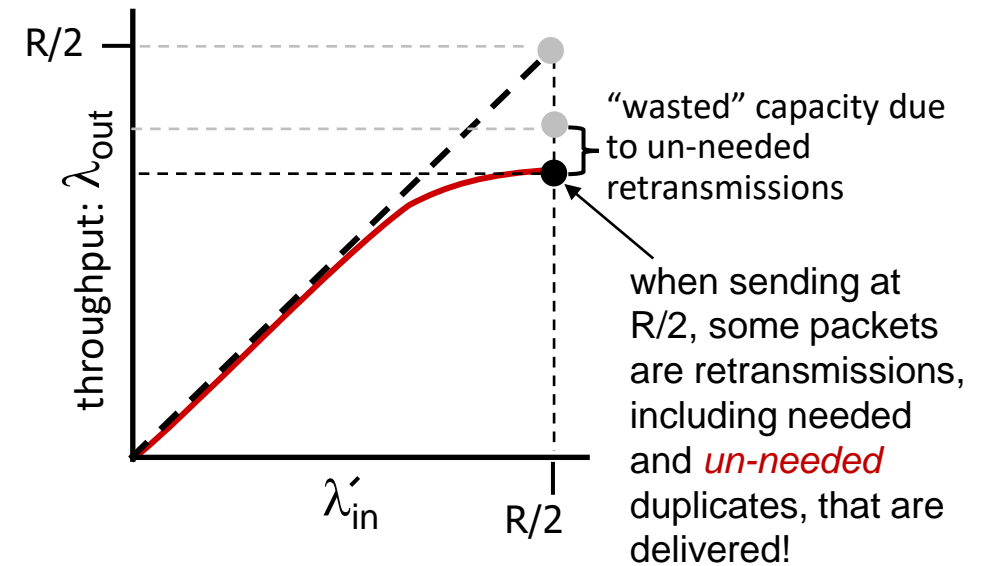 R/2
throughput: λout
“wasted” capacity due
to un-needed
retransmissions
when sending at
R/2, some packets
are retransmissions,
including needed
and un-needed
duplicates, that are
delivered!
λ′in
R/2